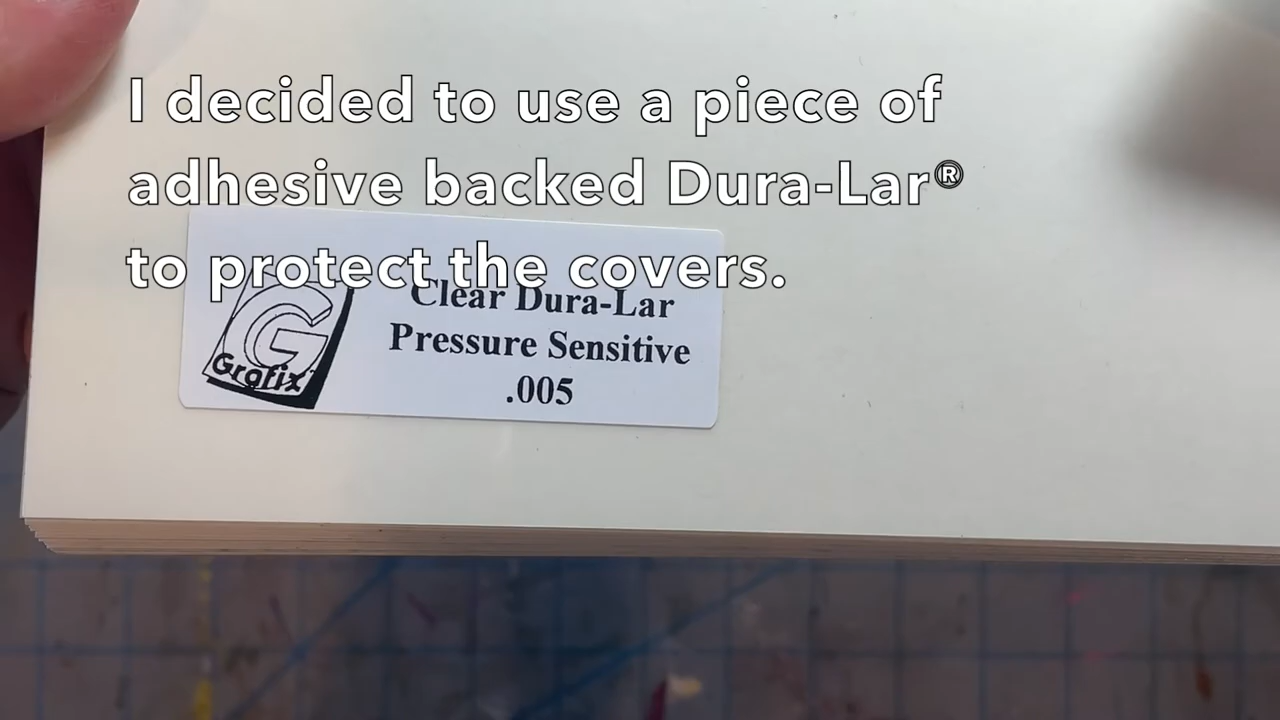 I decided to use a piece of
adhesive backed Dura-Lar®
to protect the covers.
Clear Dura-Lar
Pressure Sensitive
.005
G
Grafix